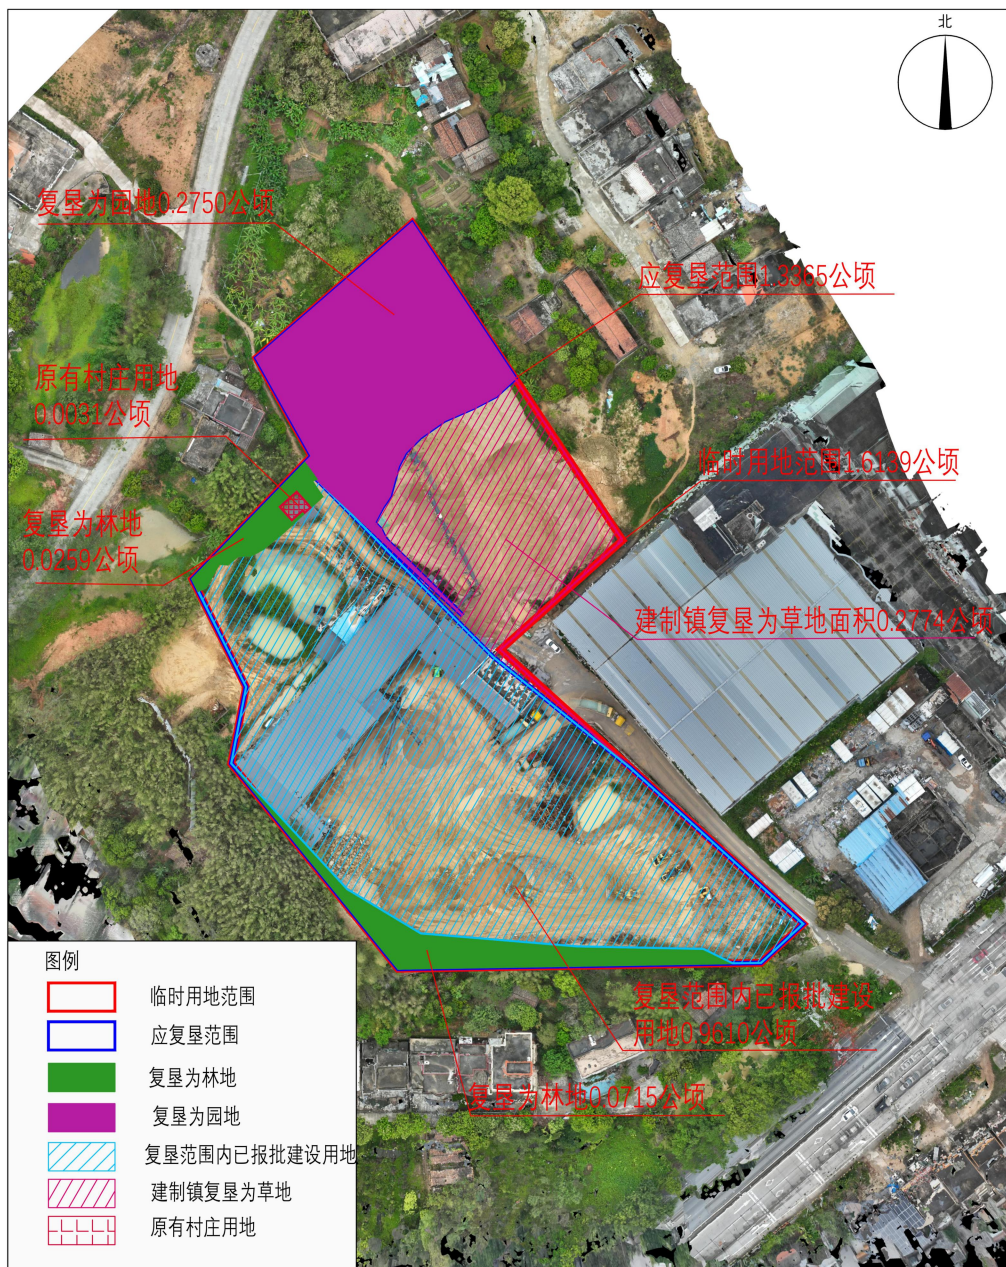 北
复垦为园地0.2750公顷
应复垦范围1.3365公顷
原有村庄用地
0.0031公顷
临时用地范围1.6139公顷
复垦为林地
0.0259公顷
建制镇复垦为草地面积0.2774公顷
复垦范围内已报批建设
用地0.9610公顷
复垦为林地0.0715公顷
图例
临时用地范围
应复垦范围
复垦为林地
复垦为园地
复垦范围内已报批建设用地
建制镇复垦为草地
原有村庄用地